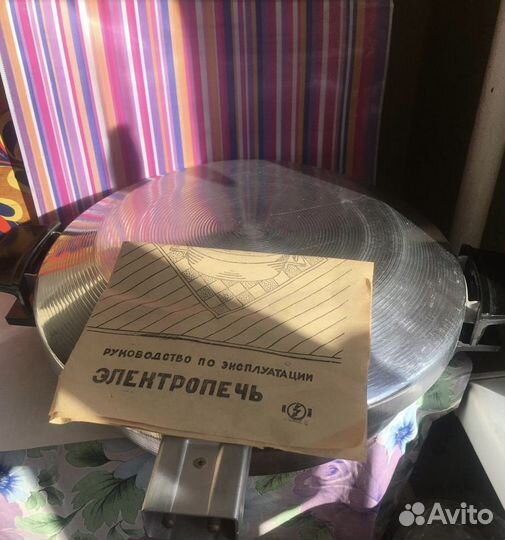 РУКОВОДСТВО ПО ЭКСПЛУАТАЦИИ
ЭЛЕКТРОПЕЧЬ
Avito